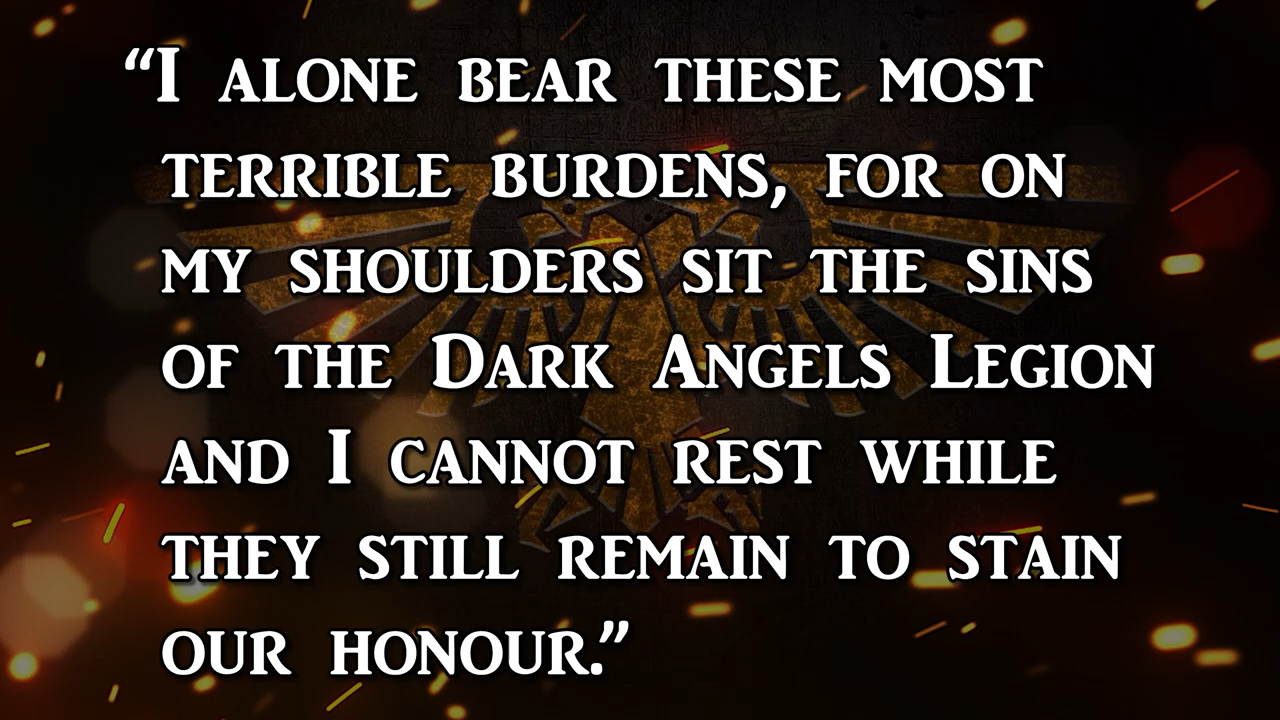 “I alone bear these most
terrible burdens, for on
my shoulders sit the sins
of the Dark Angels Legion
and I cannot rest while
they still remain to stain
our honour.”